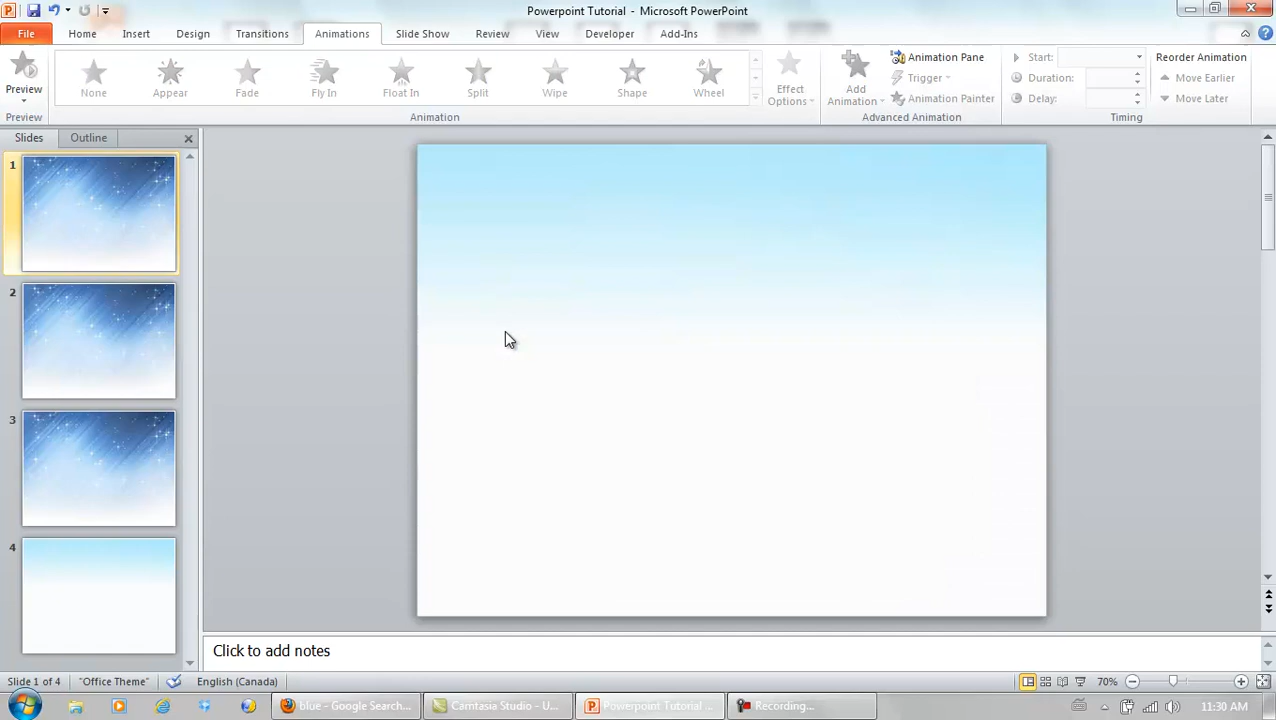 Powerpoint Tutorial - Microsoft PowerPoint
File Home Insert Design Transitions Animations Slide Show Review View Developer Add-Ins
Preview
Preview
None Appear Fade Fly In Float In Split Wipe Shape Wheel
Animation
Effect
Options
Add
Animation
Animation Pane
Trigger
Animation Painter
Advanced Animation
Start:
Duration:
Delay:
Timing
Reorder Animation
Move Earlier
Move Later
Slides Outline
1
2
3
4
Click to add notes
Slide 1 of 4 "Office Theme" English (Canada) 70%
blue - Google Search... Camtasia Studio - U... Powerpoint Tutorial ... Recording... 11:30 AM